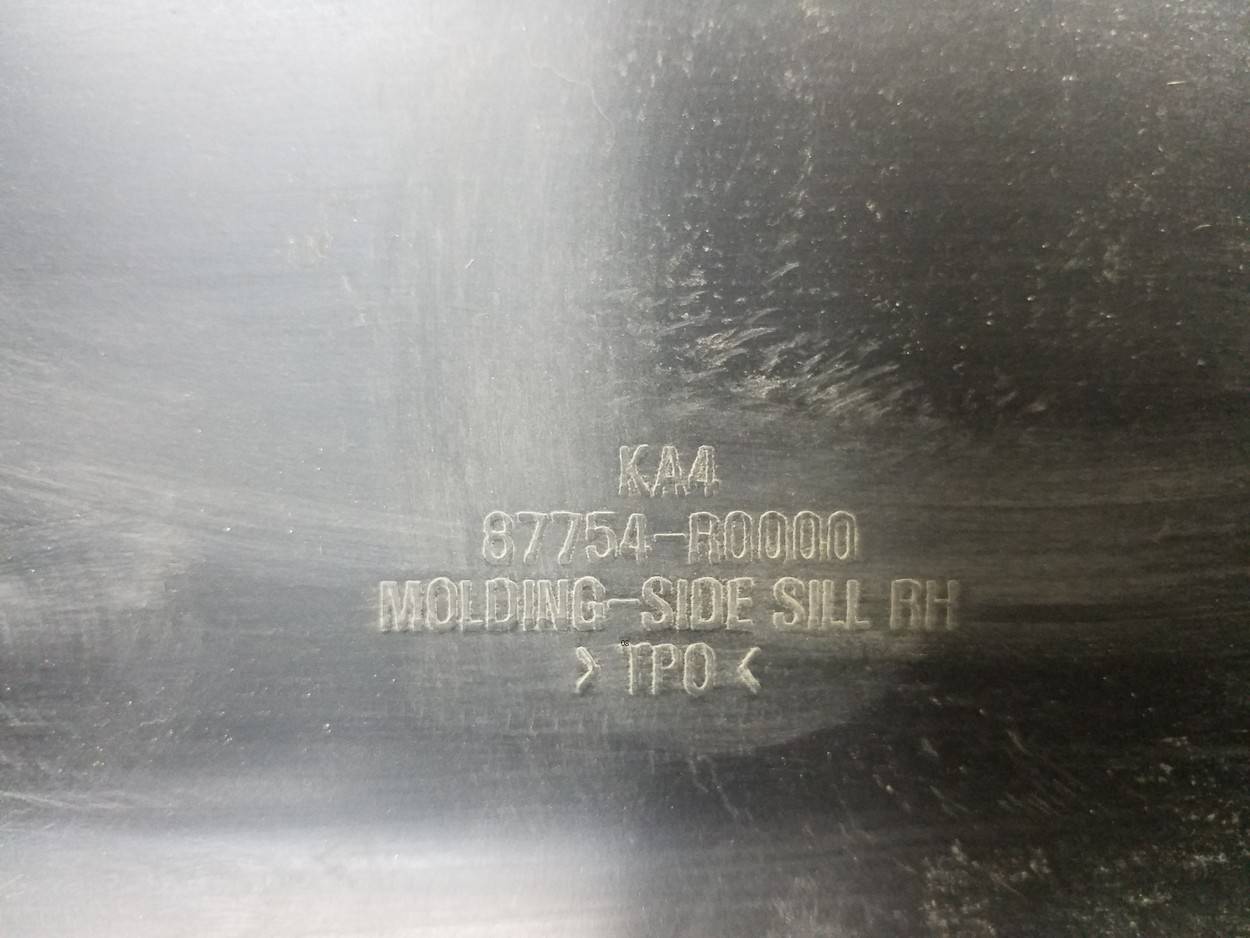 KA4
87754-R0000
MOLDING-SIDE SILL RH
> TPO <